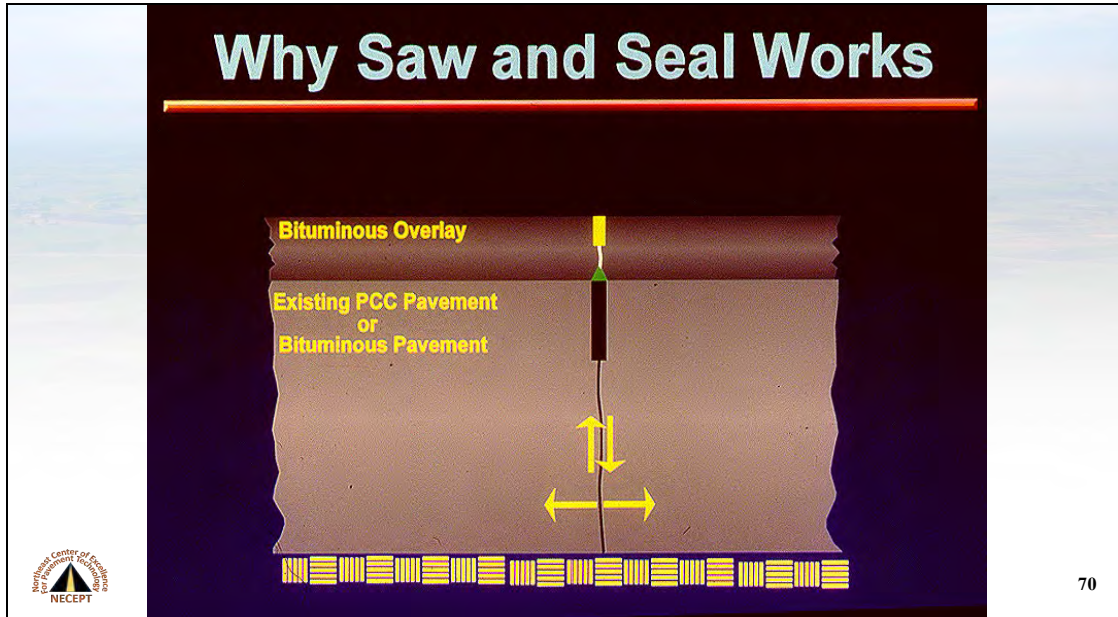 Why Saw and Seal Works
Bituminous Overlay
Existing PCC Pavement
or
Bituminous Pavement
Northeast Center of Excellence
For Pavement Technology
NECEPT
70